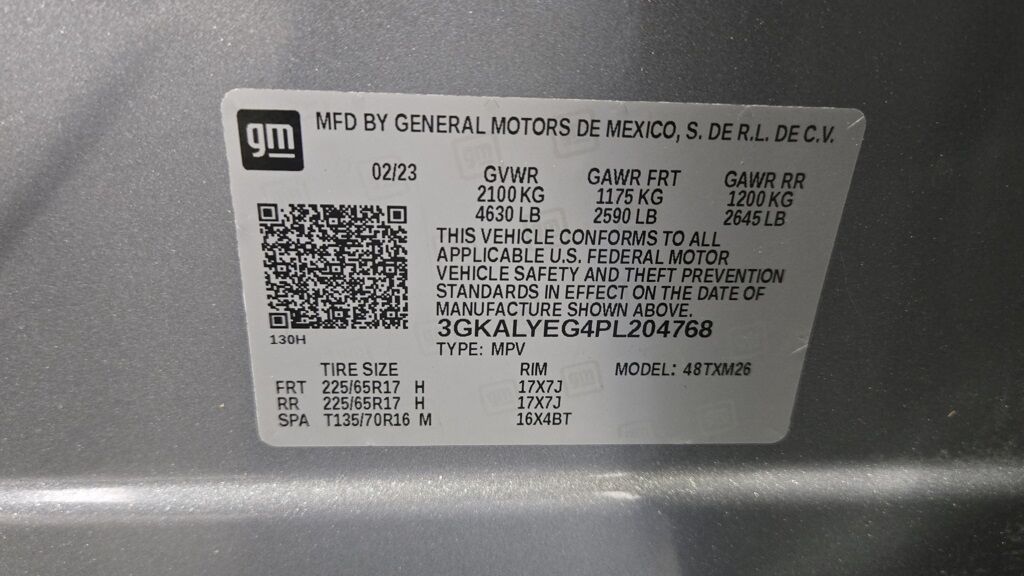 gm
MFD BY GENERAL MOTORS DE MEXICO, S. DE R.L. DE C.V.
02/23 GVWR GAWR FRT GAWR RR
2100 KG 1175 KG 1200 KG
4630 LB 2590 LB 2645 LB
THIS VEHICLE CONFORMS TO ALL
APPLICABLE U.S. FEDERAL MOTOR
VEHICLE SAFETY AND THEFT PREVENTION
STANDARDS IN EFFECT ON THE DATE OF
MANUFACTURE SHOWN ABOVE.
3GKALYEG4PL204768
130H
TYPE: MPV
TIRE SIZE RIM MODEL: 48TXM26
FRT 225/65R17 H 17X7J
RR 225/65R17 H 17X7J
SPA T135/70R16 M 16X4BT